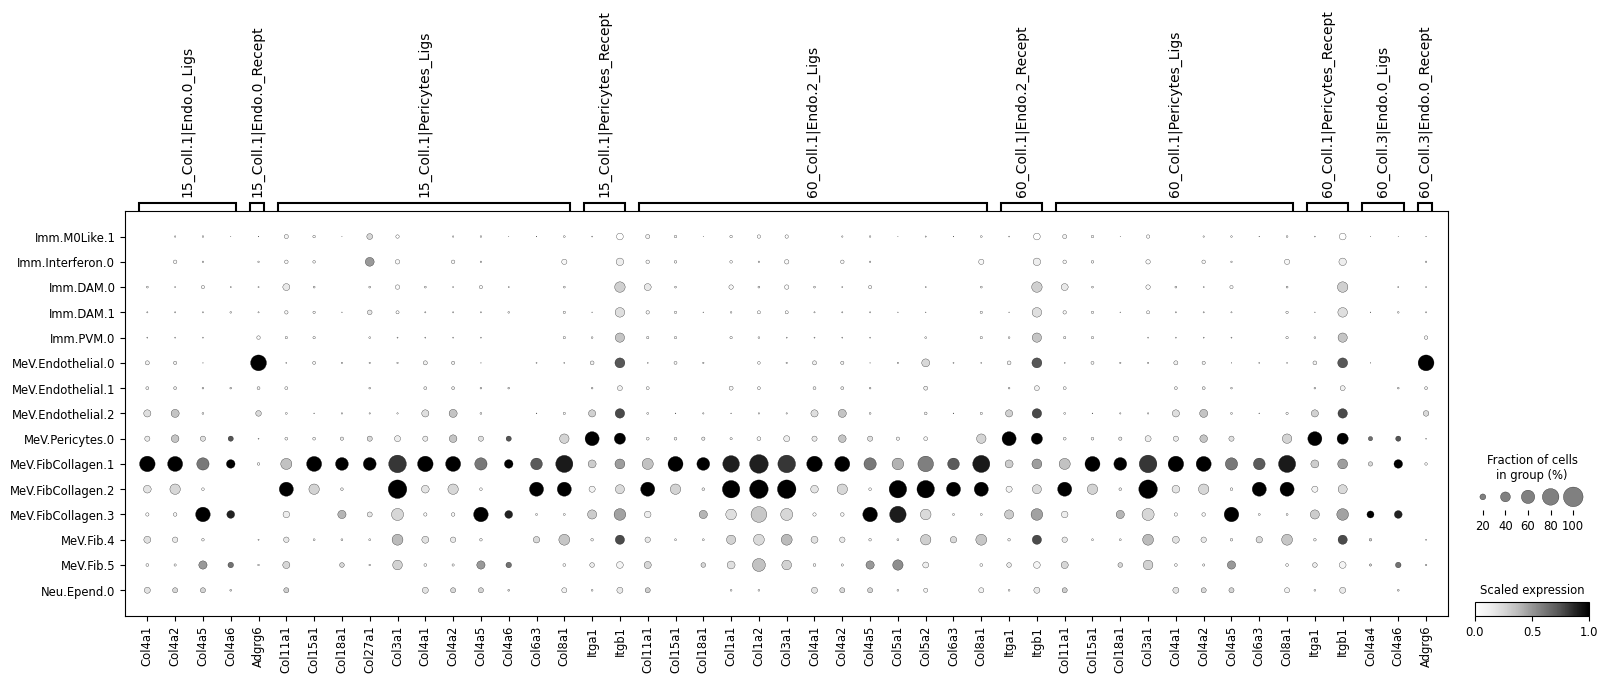 15_Coll.1|Endo.0_Ligs
15_Coll.1|Endo.0_Recept
15_Coll.1|Pericytes_Ligs
15_Coll.1|Pericytes_Recept
60_Coll.1|Endo.2_Ligs
60_Coll.1|Endo.2_Recept
60_Coll.1|Pericytes_Ligs
60_Coll.1|Pericytes_Recept
60_Coll.3|Endo.0_Ligs
60_Coll.3|Endo.0_Recept
Imm.M0Like.1
Imm.Interferon.0
Imm.DAM.0
Imm.DAM.1
Imm.PVM.0
MeV.Endothelial.0
MeV.Endothelial.1
MeV.Endothelial.2
MeV.Pericytes.0
MeV.FibCollagen.1
MeV.FibCollagen.2
MeV.FibCollagen.3
MeV.Fib.4
MeV.Fib.5
Neu.Epend.0
Col4a1
Col4a2
Col4a5
Col4a6
Adgrg6
Col11a1
Col15a1
Col18a1
Col27a1
Col3a1
Col4a1
Col4a2
Col4a5
Col4a6
Col6a3
Col8a1
Itga1
Itgb1
Col11a1
Col15a1
Col18a1
Col1a1
Col1a2
Col3a1
Col4a1
Col4a2
Col4a5
Col5a1
Col5a2
Col6a3
Col8a1
Itga1
Itgb1
Col11a1
Col15a1
Col18a1
Col3a1
Col4a1
Col4a2
Col4a5
Col6a3
Col8a1
Itga1
Itgb1
Col4a4
Col4a6
Adgrg6
Fraction of cells
in group (%)
20 40 60 80 100
Scaled expression
0.0 0.5 1.0